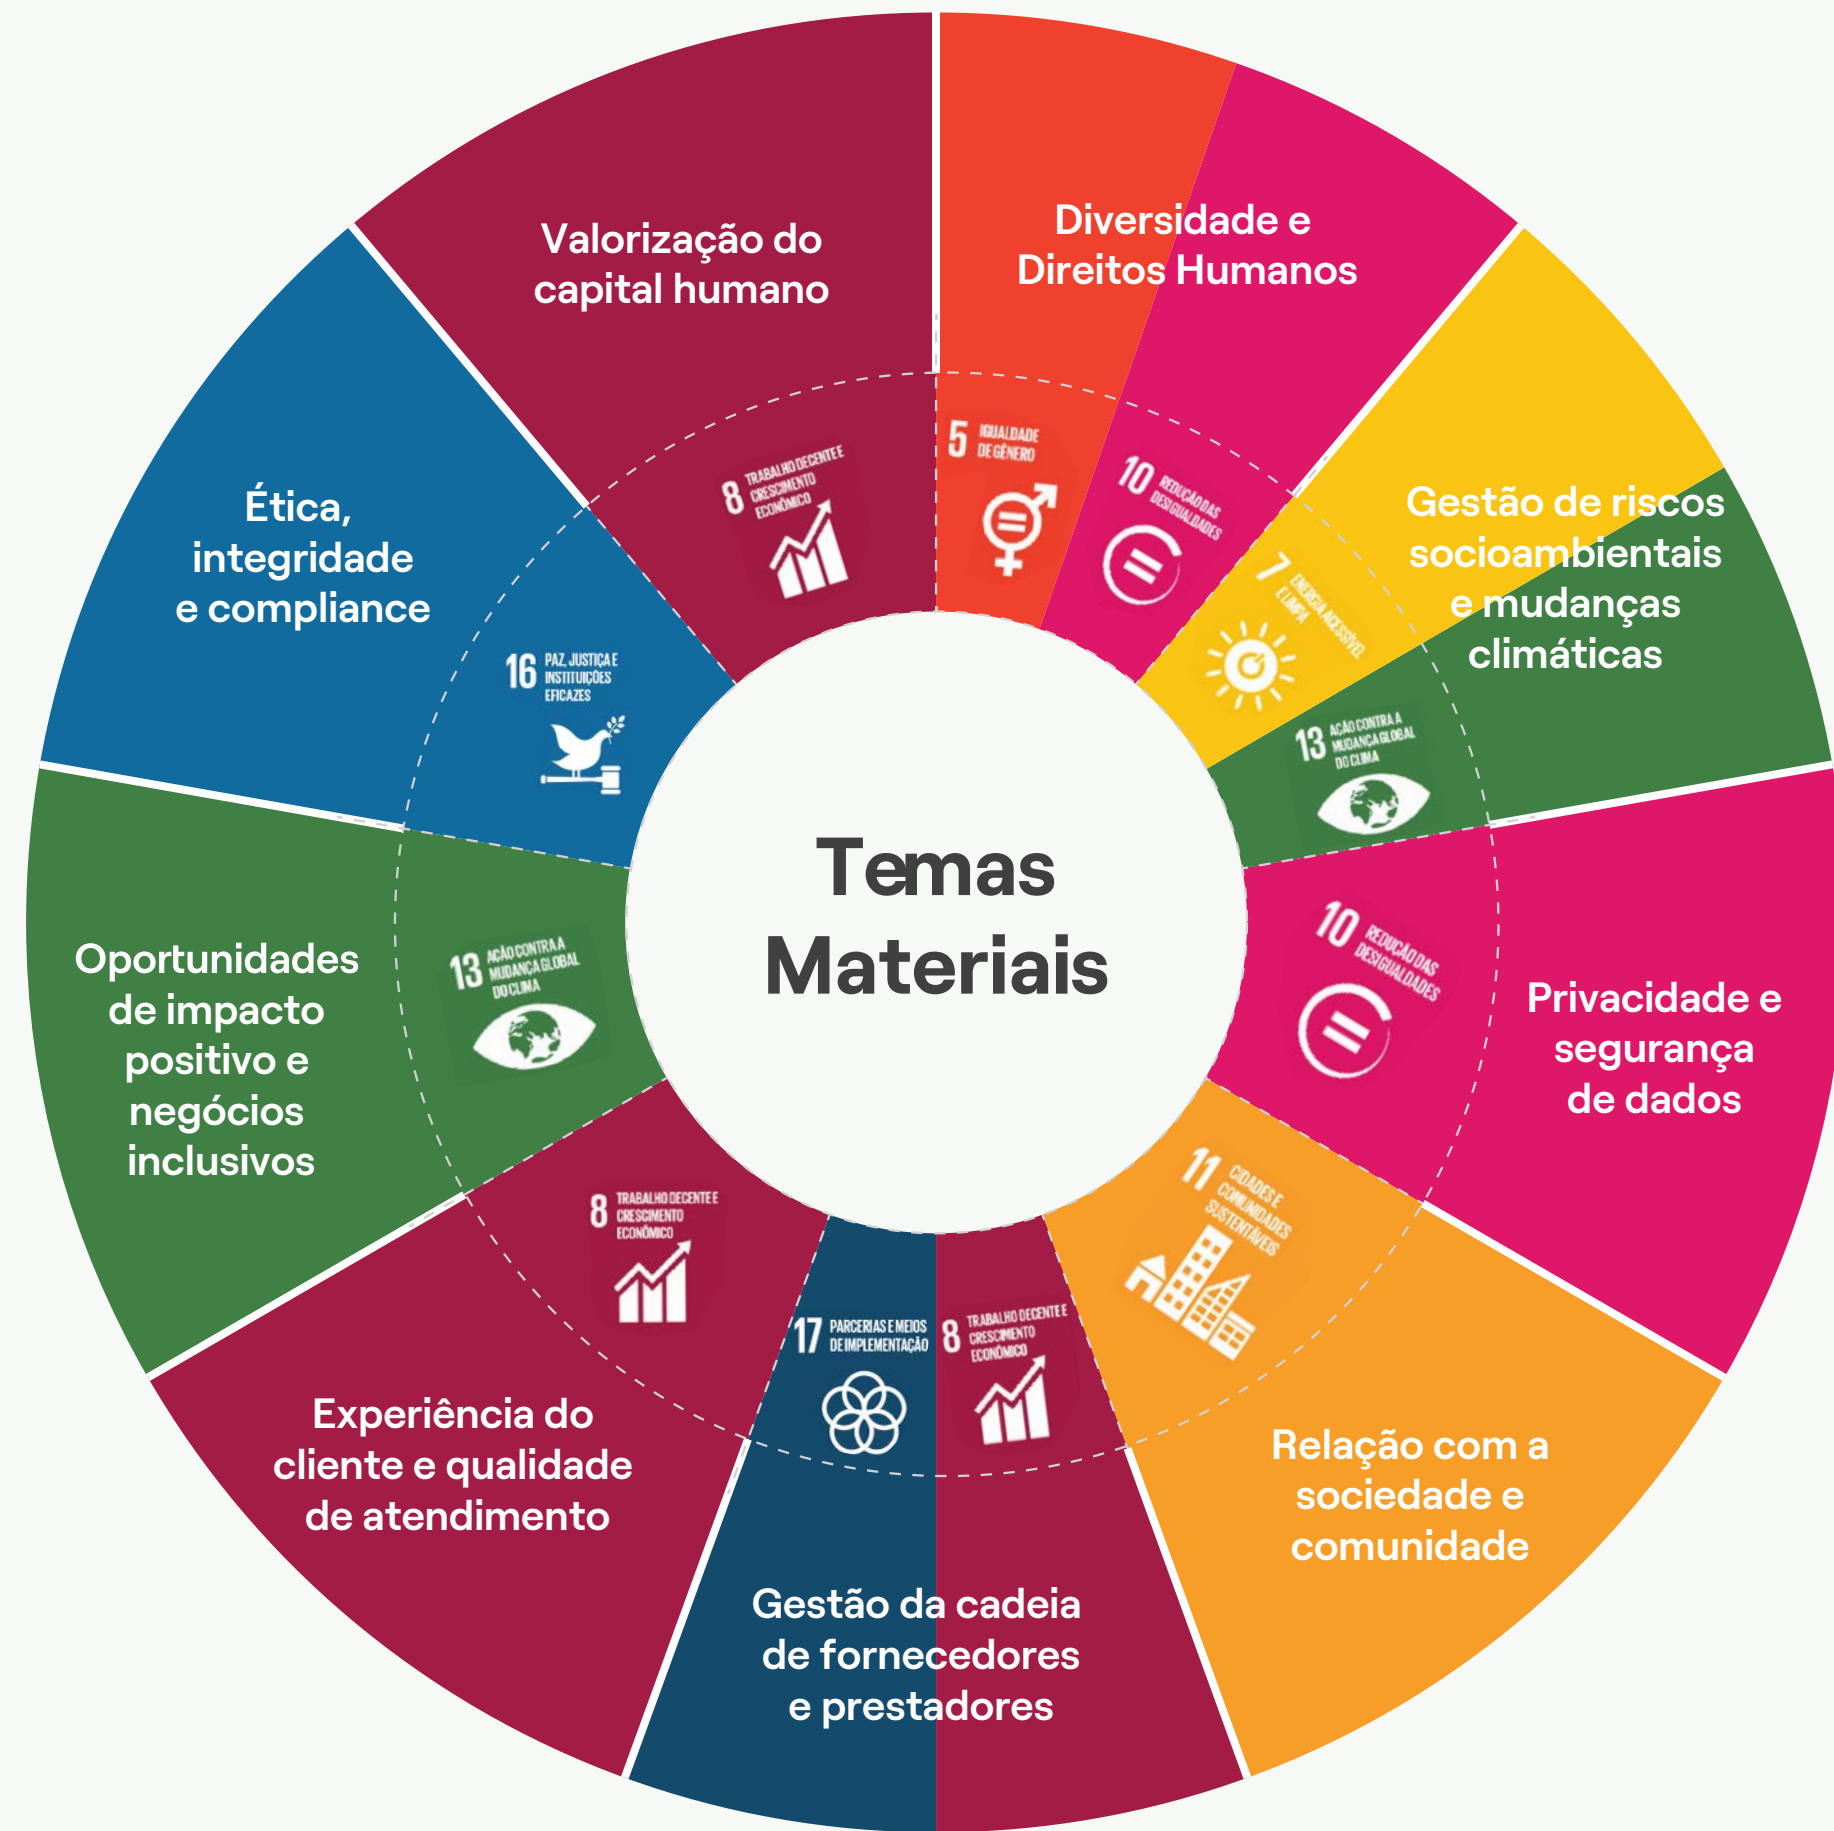 Temas
Materiais
Diversidade e
Direitos Humanos
5 IGUALDADE
DE GÊNERO
10 REDUÇÃO DAS
DESIGUALDADES
Gestão de riscos
socioambientais
e mudanças
climáticas
7 ENERGIA ACESSÍVEL
E LIMPA
13 AÇÃO CONTRA A
MUDANÇA GLOBAL
DO CLIMA
Privacidade e
segurança
de dados
10 REDUÇÃO DAS
DESIGUALDADES
Relação com a
sociedade e
comunidade
11 CIDADES E
COMUNIDADES
SUSTENTÁVEIS
Gestão da cadeia
de fornecedores
e prestadores
8 TRABALHO DECENTE E
CRESCIMENTO
ECONÔMICO
17 PARCERIAS E MEIOS
DE IMPLEMENTAÇÃO
Experiência do
cliente e qualidade
de atendimento
8 TRABALHO DECENTE E
CRESCIMENTO
ECONÔMICO
Oportunidades
de impacto
positivo e
negócios
inclusivos
13 AÇÃO CONTRA A
MUDANÇA GLOBAL
DO CLIMA
Ética,
integridade
e compliance
16 PAZ, JUSTIÇA E
INSTITUIÇÕES
EFICAZES
Valorização do
capital humano
8 TRABALHO DECENTE E
CRESCIMENTO
ECONÔMICO